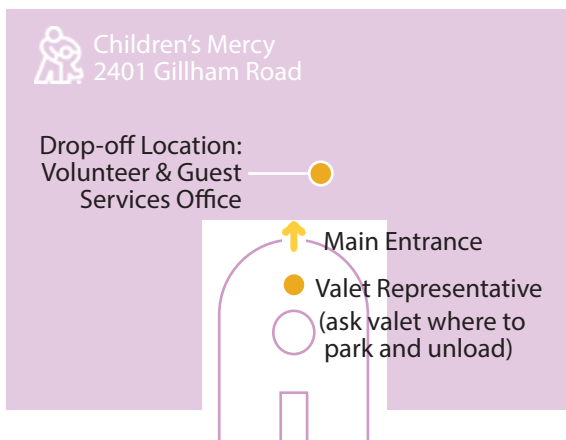 Children's Mercy
2401 Gillham Road
Drop-off Location:
Volunteer & Guest
Services Office
Main Entrance
Valet Representative
(ask valet where to
park and unload)